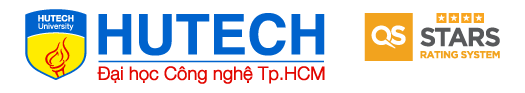 HUTECH
University
HUTECH
Đại học Công nghệ Tp.HCM
QS
STARS
RATING SYSTEM